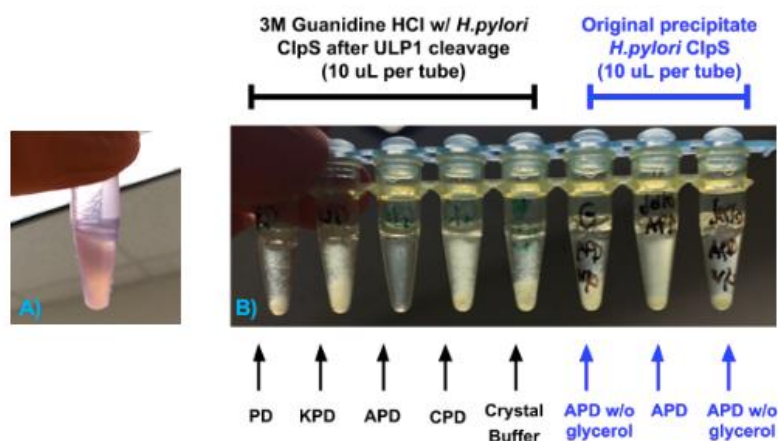 3M Guanidine HCl w/ H.pylori
ClpS after ULP1 cleavage
(10 uL per tube)
Original precipitate
H.pylori ClpS
(10 uL per tube)
A)
B)
APD
PD
KPD
APD
CPD
Crystal
Buffer
APD w/o
glycerol
APD
APD w/o
glycerol